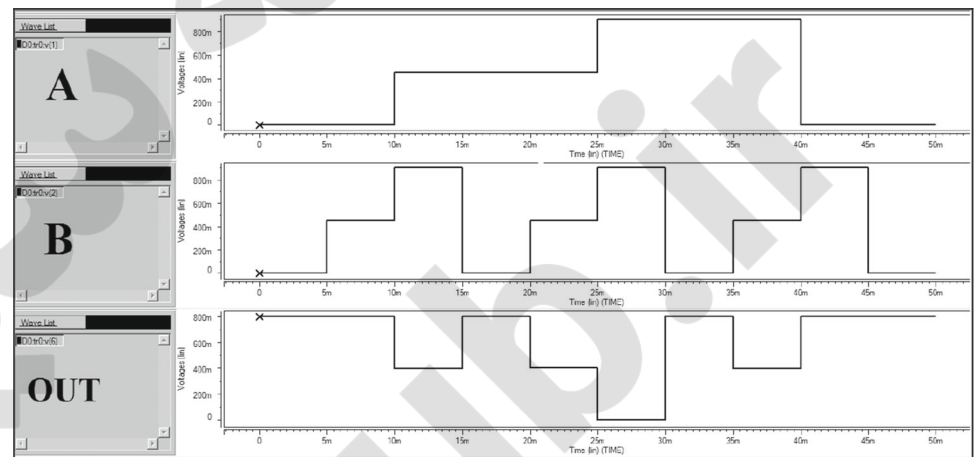 Wave List
D0:tr0:v(1)
A
Voltages (lin)
800m
600m
400m
200m
0
0 5m 10m 15m 20m 25m 30m 35m 40m 45m 50m
Time (lin) (TIME)
Wave List
D0:tr0:v(2)
B
Voltages (lin)
800m
600m
400m
200m
0
0 5m 10m 15m 20m 25m 30m 35m 40m 45m 50m
Time (lin) (TIME)
Wave List
D0:tr0:v(6)
OUT
Voltages (lin)
800m
600m
400m
200m
0
0 5m 10m 15m 20m 25m 30m 35m 40m 45m 50m
Time (lin) (TIME)